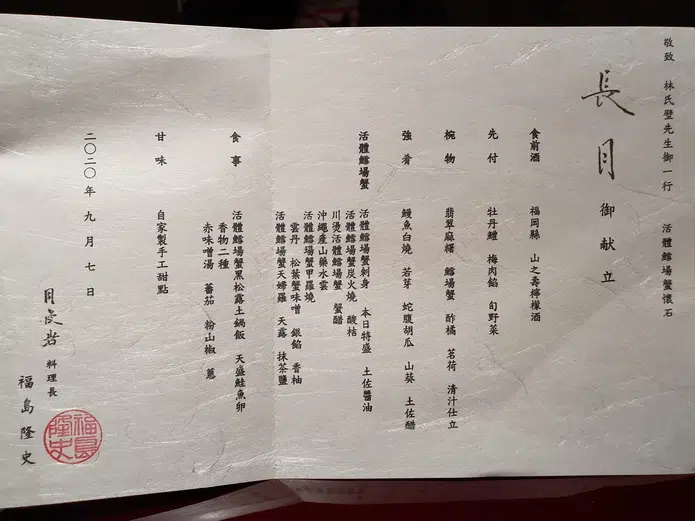 敬致 林氏璧先生御一行 活體鱈場蟹懷石
長月 御献立
食前酒 福岡縣 山之壽檸檬酒
先付 牡丹鱧 梅肉餡 旬野菜
椀物 翡翠麻糬 鱈場蟹 酢橘 茗荷 清汁仕立
強肴 鰻魚白燒 若芽 蛇腹胡瓜 山葵 土佐醋
活體鱈場蟹 活體鱈場蟹刺身 本日特盛 土佐醬油
活體鱈場蟹炭火燒 酸桔
川燙活體鱈場蟹 蟹醋
沖繩產山藥水雲
活體鱈場蟹甲羅燒
雲丹 松葉蟹味噌 銀餡 香柚
活體鱈場蟹天婦羅 天露 抹茶鹽
食事 活體鱈場蟹黑松露土鍋飯 天盛鮭魚卵
香物二種
赤味噌湯 蕃茄 粉山椒 蔥
甘味 自家製手工甜點
二〇二〇年九月七日
料理長
福島隆史
福島隆史